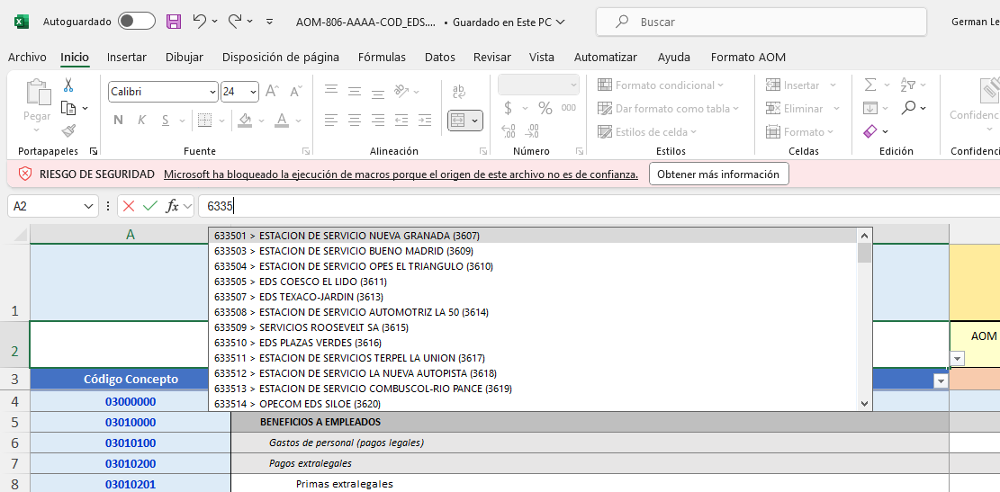 Autoguardado AOM-806-AAAA-COD_EDS.... • Guardado en Este PC Buscar German Le
Archivo Inicio Insertar Dibujar Disposición de página Fórmulas Datos Revisar Vista Automatizar Ayuda Formato AOM
Pegar
Portapapeles
Calibri 24
N K S
Fuente
ab
c
Alineación
$ % 000
Número
Formato condicional
Dar formato como tabla
Estilos de celda
Estilos
Insertar
Eliminar
Formato
Celdas
Edición
Confidenc
Confidenci
RIESGO DE SEGURIDAD Microsoft ha bloqueado la ejecución de macros porque el origen de este archivo no es de confianza. Obtener más información
A2 fx 6335
A
633501 > ESTACION DE SERVICIO NUEVA GRANADA (3607)
633503 > ESTACION DE SERVICIO BUENO MADRID (3609)
633504 > ESTACION DE SERVICIO OPES EL TRIANGULO (3610)
633505 > EDS COESCO EL LIDO (3611)
633507 > EDS TEXACO-JARDIN (3613)
633508 > ESTACION DE SERVICIO AUTOMOTRIZ LA 50 (3614)
633509 > SERVICIOS ROOSEVELT SA (3615)
633510 > EDS PLAZAS VERDES (3616)
633511 > ESTACION DE SERVICIOS TERPEL LA UNION (3617)
633512 > ESTACION DE SERVICIO LA NUEVA AUTOPISTA (3618)
633513 > ESTACION DE SERVICIO COMBUSCOL-RIO PANCE (3619)
633514 > OPECOM EDS SILOE (3620)
1
2 AOM
3 Código Concepto
4 03000000
5 03010000 BENEFICIOS A EMPLEADOS
6 03010100 Gastos de personal (pagos legales)
7 03010200 Pagos extralegales
8 03010201 Primas extralegales